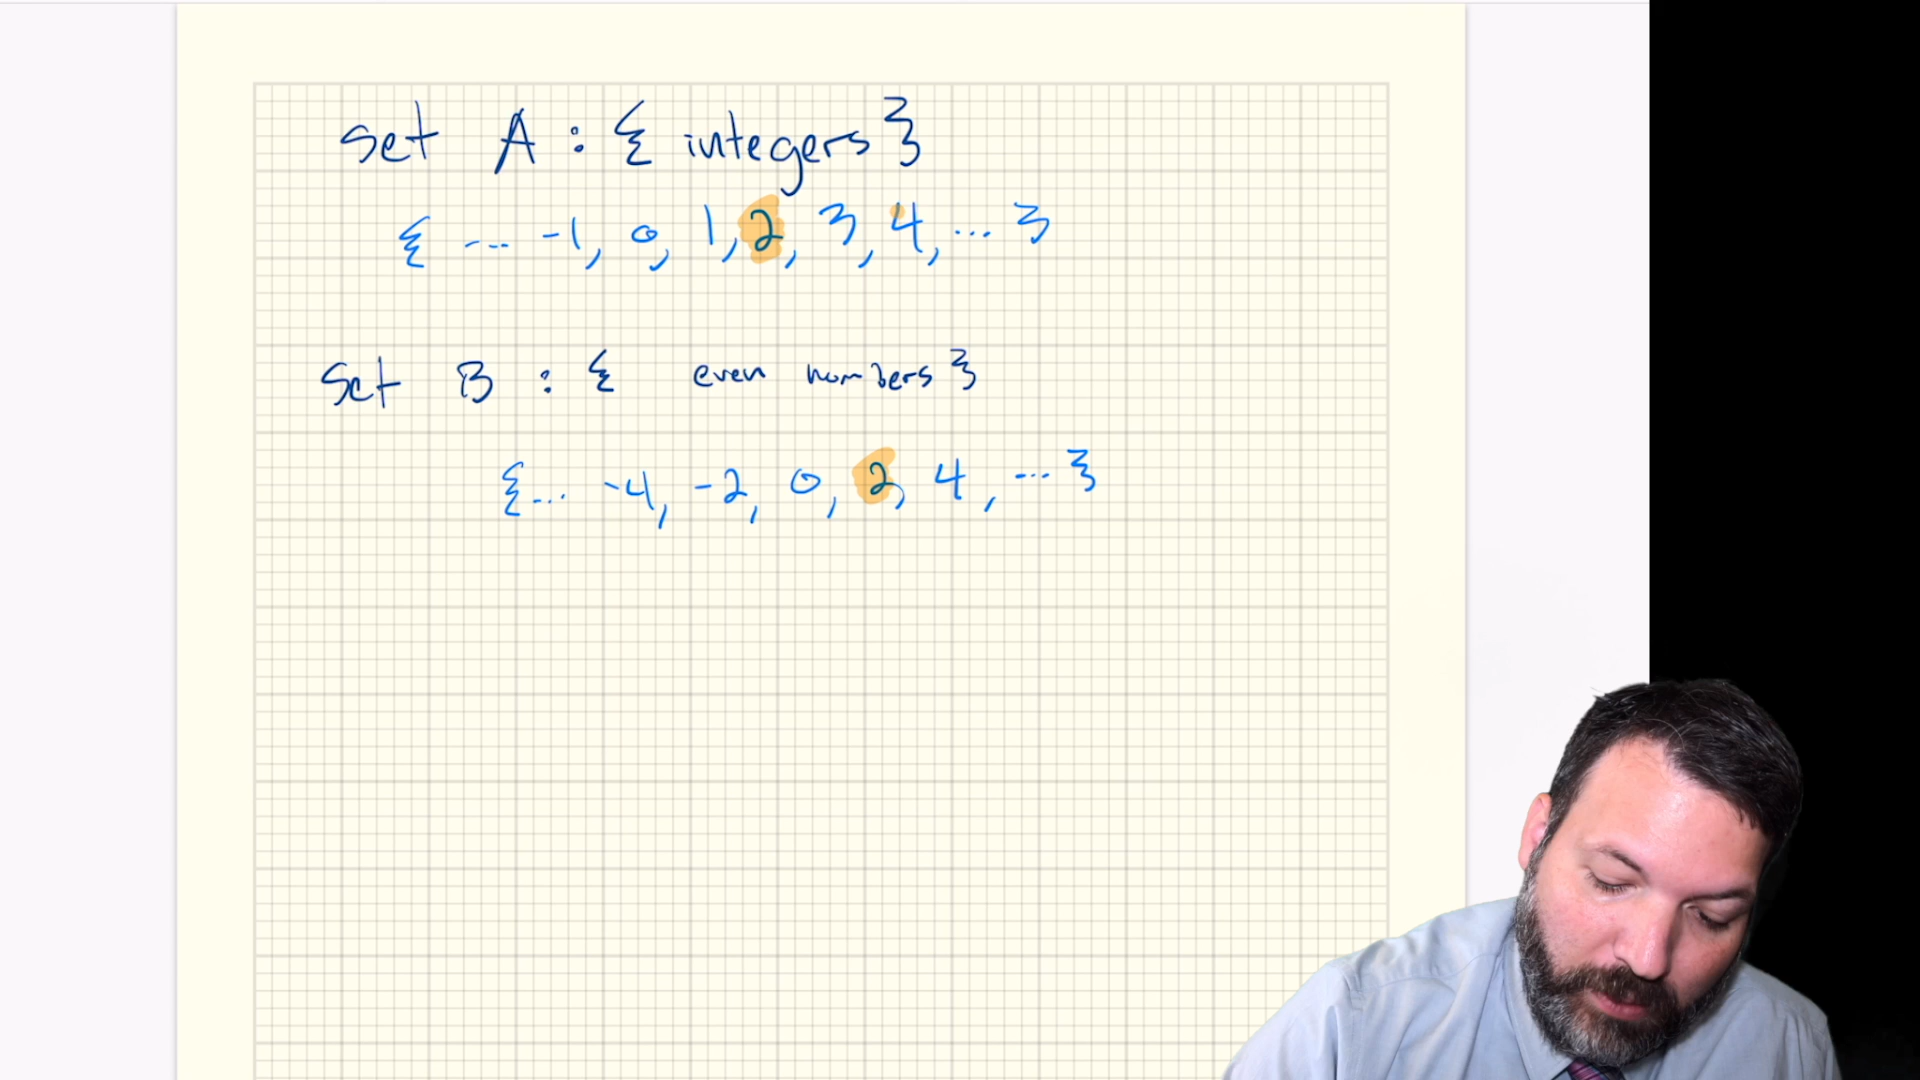 set A : { integers }
{ ... -1, 0, 1, 2, 3, 4, ... }
Set B : { even numbers }
{ ... -4, -2, 0, 2, 4, ... }